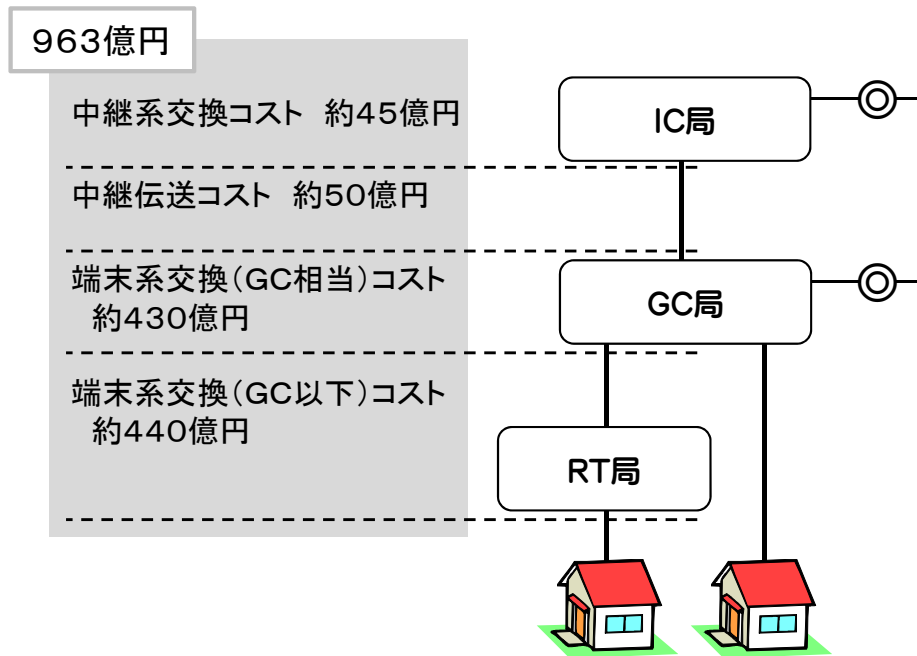 963億円
中継系交換コスト 約45億円
IC局
中継伝送コスト 約50億円
端末系交換(GC相当)コスト
約430億円
GC局
端末系交換(GC以下)コスト
約440億円
RT局